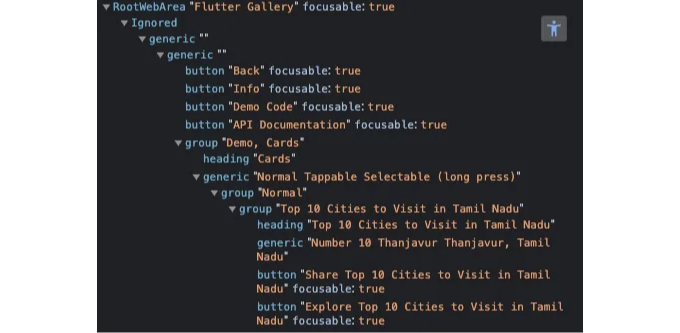 RootWebArea "Flutter Gallery" focusable: true
Ignored
generic ""
generic ""
button "Back" focusable: true
button "Info" focusable: true
button "Demo Code" focusable: true
button "API Documentation" focusable: true
group "Demo, Cards"
heading "Cards"
generic "Normal Tappable Selectable (long press)"
group "Normal"
group "Top 10 Cities to Visit in Tamil Nadu"
heading "Top 10 Cities to Visit in Tamil Nadu"
generic "Number 10 Thanjavur Thanjavur, Tamil
Nadu"
button "Share Top 10 Cities to Visit in Tamil
Nadu" focusable: true
button "Explore Top 10 Cities to Visit in Tamil
Nadu" focusable: true